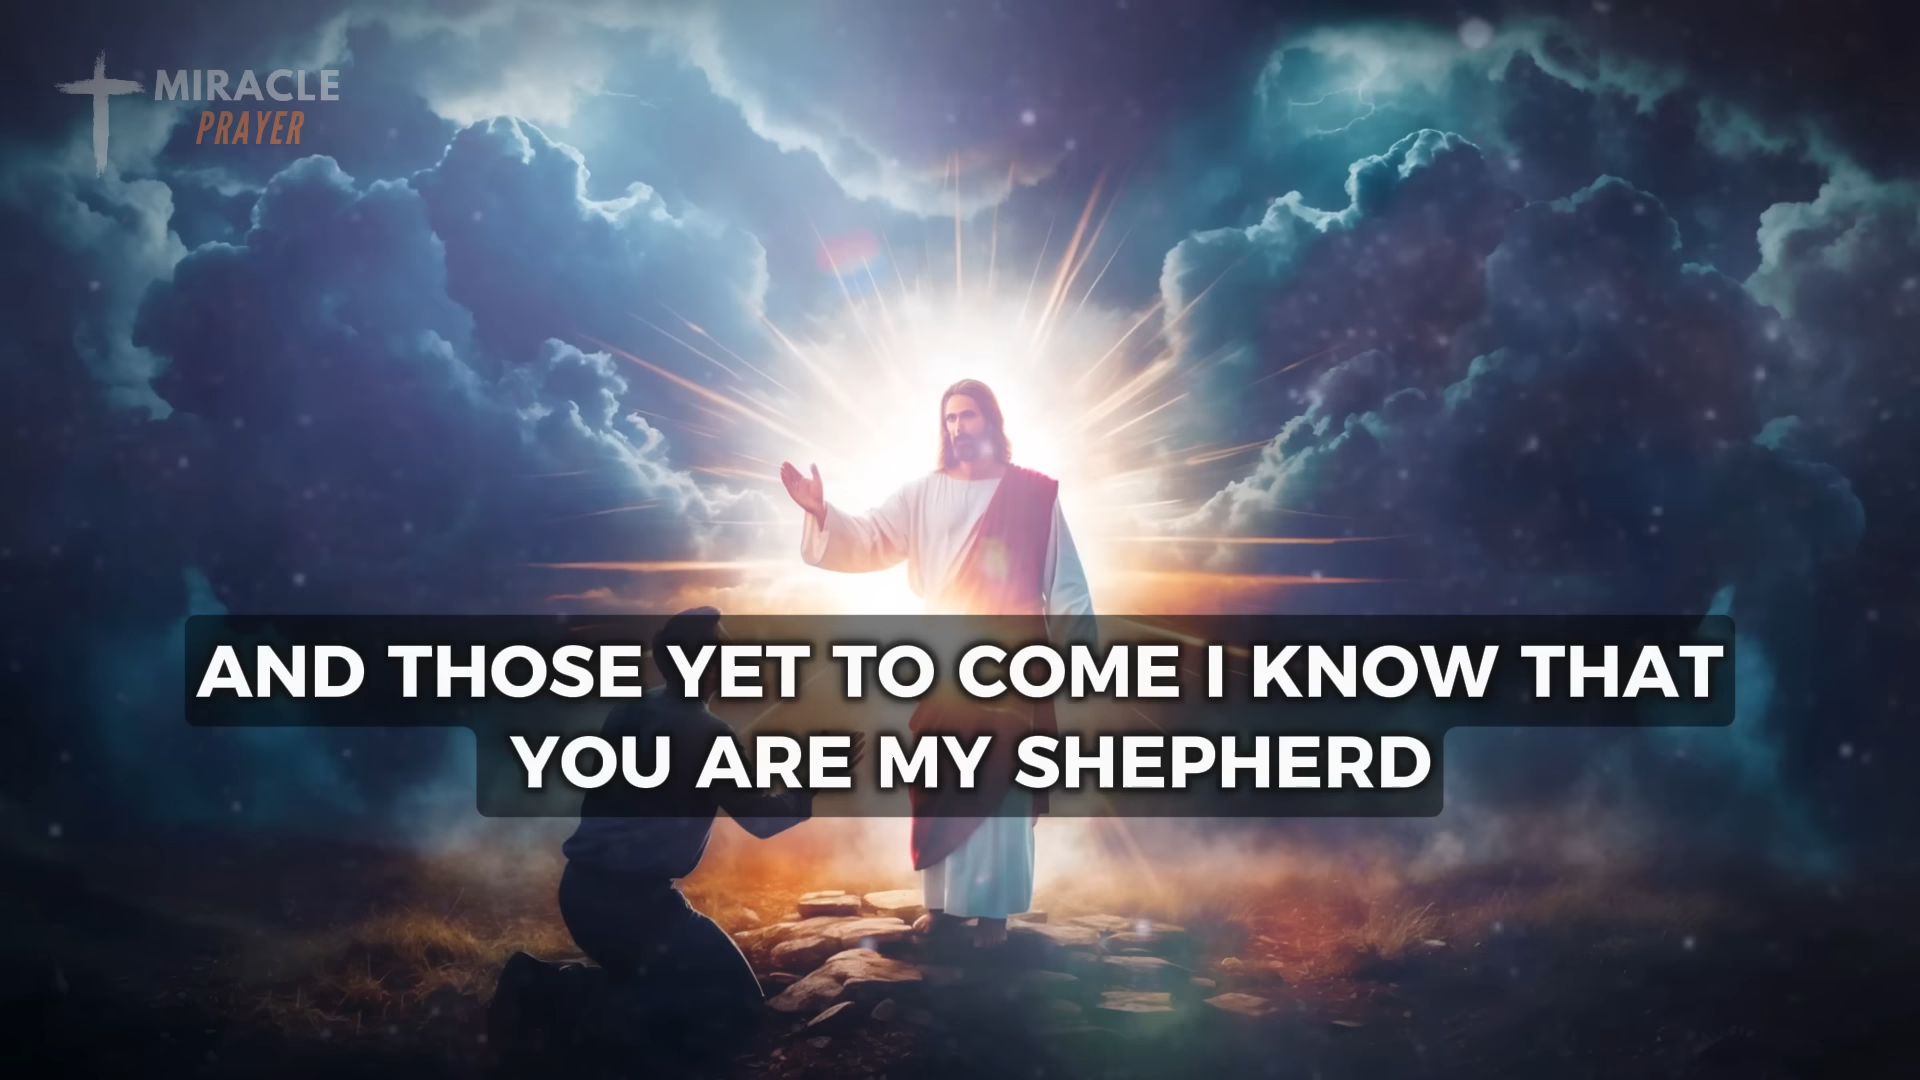 MIRACLE
PRAYER
AND THOSE YET TO COME I KNOW THAT
YOU ARE MY SHEPHERD